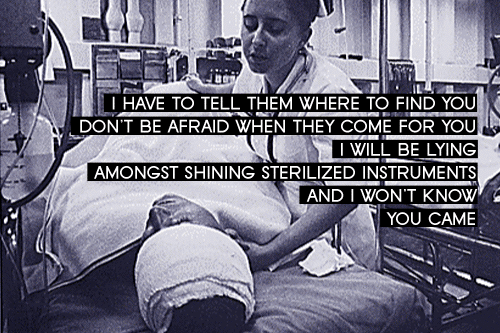 I HAVE TO TELL THEM WHERE TO FIND YOU
DON'T BE AFRAID WHEN THEY COME FOR YOU
I WILL BE LYING
AMONGST SHINING STERILIZED INSTRUMENTS
AND I WON'T KNOW
YOU CAME